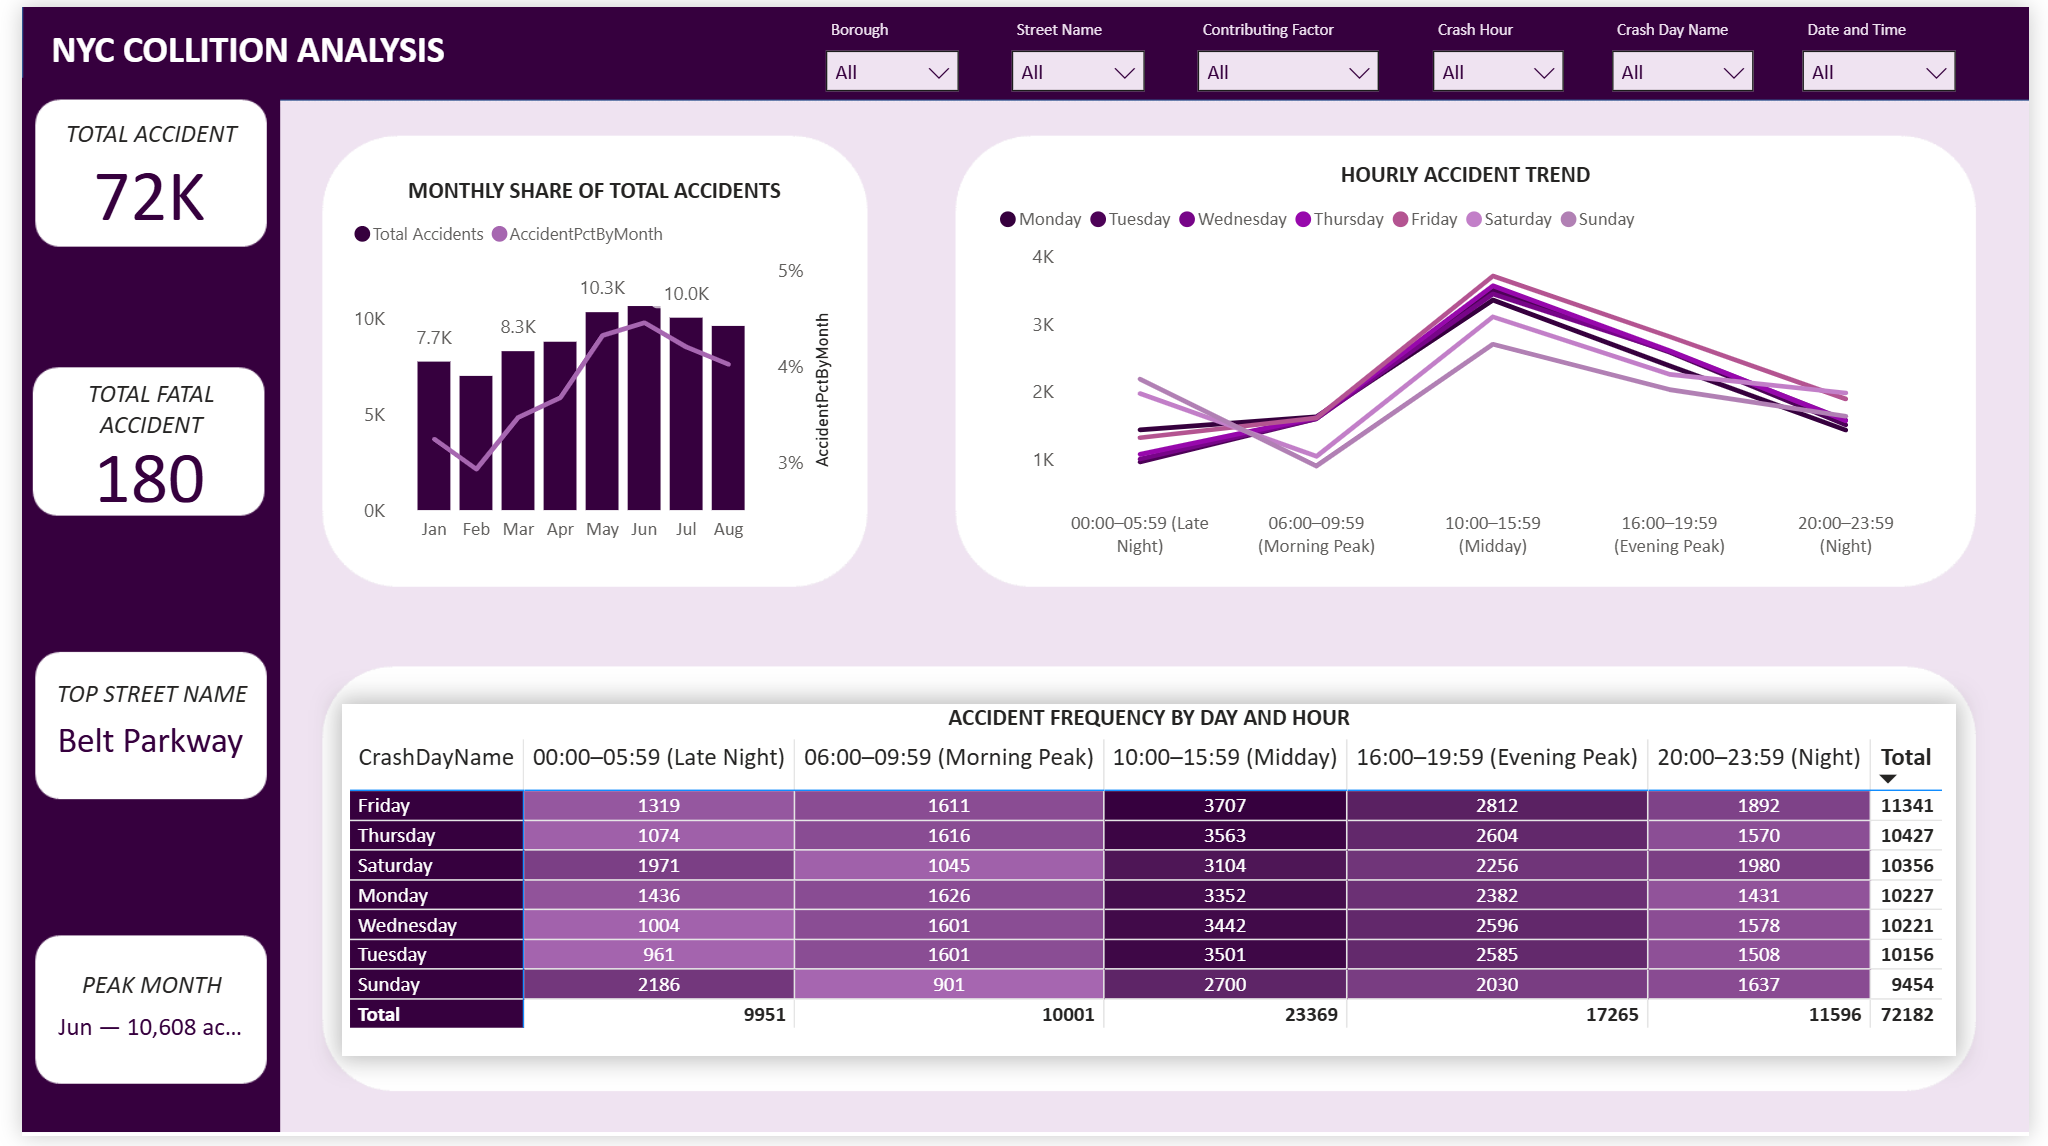 NYC COLLITION ANALYSIS
Borough Street Name Contributing Factor Crash Hour Crash Day Name Date and Time
All All All All All All
TOTAL ACCIDENT
72K
TOTAL FATAL
ACCIDENT
180
TOP STREET NAME
Belt Parkway
PEAK MONTH
Jun — 10,608 ac...
MONTHLY SHARE OF TOTAL ACCIDENTS
Total Accidents AccidentPctByMonth
5%
10.3K 10.0K
10K
7.7K 8.3K
4%
5K
3%
0K
AccidentPctByMonth
Jan Feb Mar Apr May Jun Jul Aug
HOURLY ACCIDENT TREND
Monday Tuesday Wednesday Thursday Friday Saturday Sunday
4K
3K
2K
1K
00:00–05:59 (Late 06:00–09:59 10:00–15:59 16:00–19:59 20:00–23:59
Night) (Morning Peak) (Midday) (Evening Peak) (Night)
ACCIDENT FREQUENCY BY DAY AND HOUR
CrashDayName 00:00–05:59 (Late Night) 06:00–09:59 (Morning Peak) 10:00–15:59 (Midday) 16:00–19:59 (Evening Peak) 20:00–23:59 (Night) Total
Friday 1319 1611 3707 2812 1892 11341
Thursday 1074 1616 3563 2604 1570 10427
Saturday 1971 1045 3104 2256 1980 10356
Monday 1436 1626 3352 2382 1431 10227
Wednesday 1004 1601 3442 2596 1578 10221
Tuesday 961 1601 3501 2585 1508 10156
Sunday 2186 901 2700 2030 1637 9454
Total 9951 10001 23369 17265 11596 72182